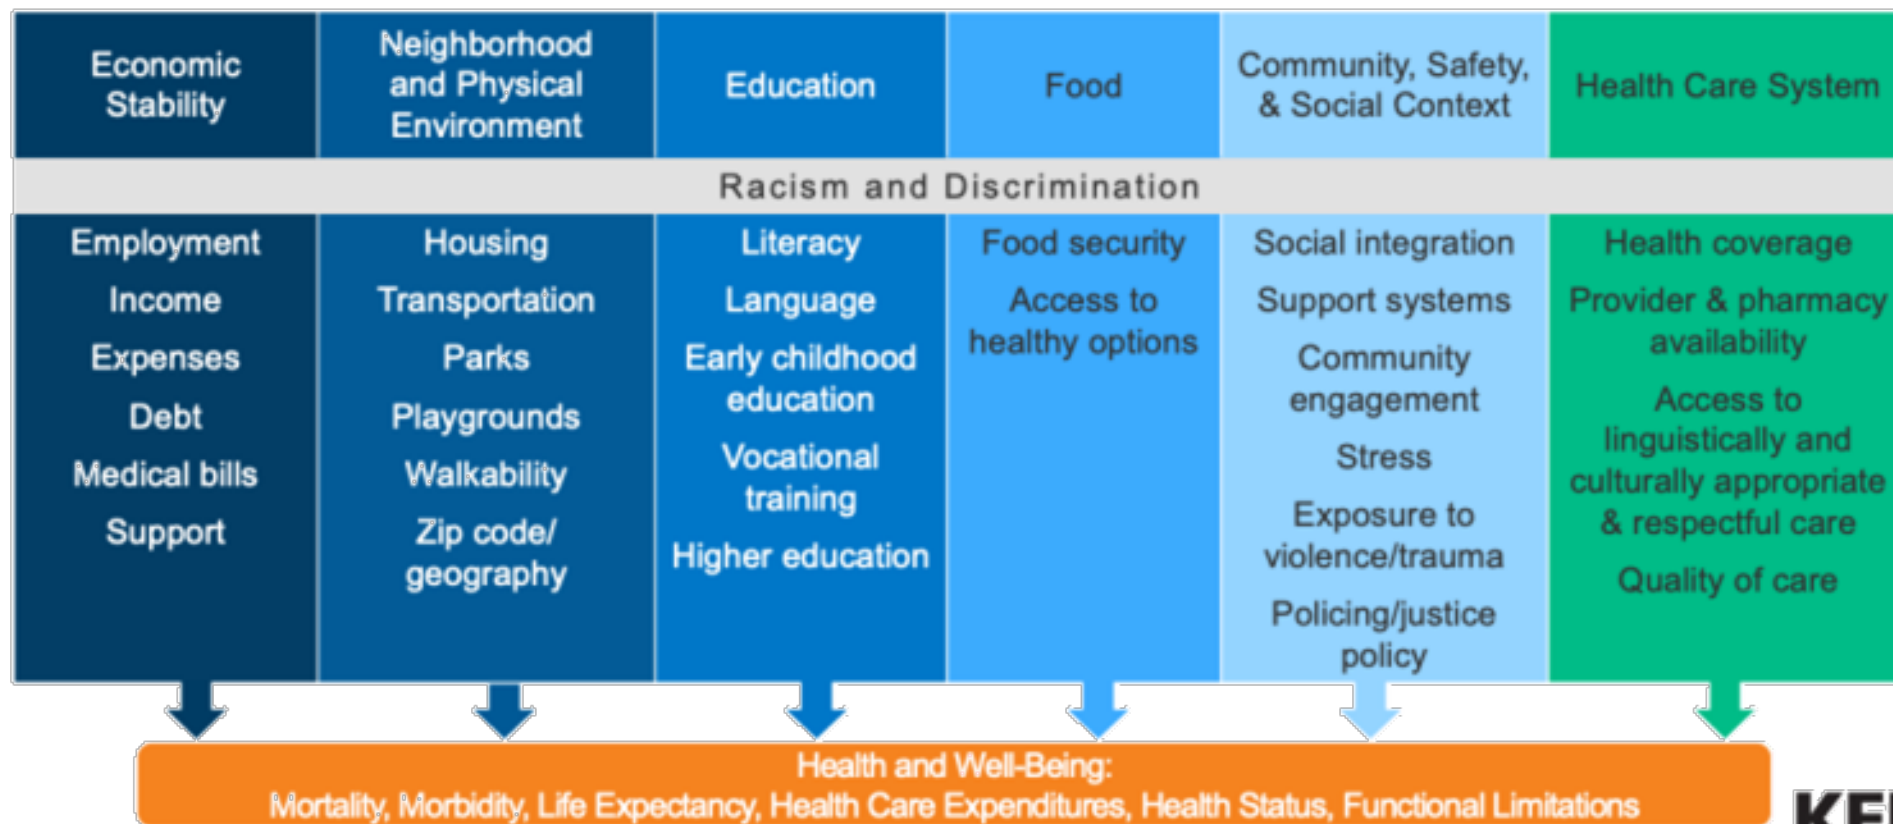 Economic
Stability
Neighborhood
and Physical
Environment
Education
Food
Community, Safety,
& Social Context
Health Care System
Racism and Discrimination
Employment
Income
Expenses
Debt
Medical bills
Support
Housing
Transportation
Parks
Playgrounds
Walkability
Zip code/
geography
Literacy
Language
Early childhood
education
Vocational
training
Higher education
Food security
Access to
healthy options
Social integration
Support systems
Community
engagement
Stress
Exposure to
violence/trauma
Policing/justice
policy
Health coverage
Provider & pharmacy
availability
Access to
linguistically and
culturally appropriate
& respectful care
Quality of care
Health and Well-Being:
Mortality, Morbidity, Life Expectancy, Health Care Expenditures, Health Status, Functional Limitations